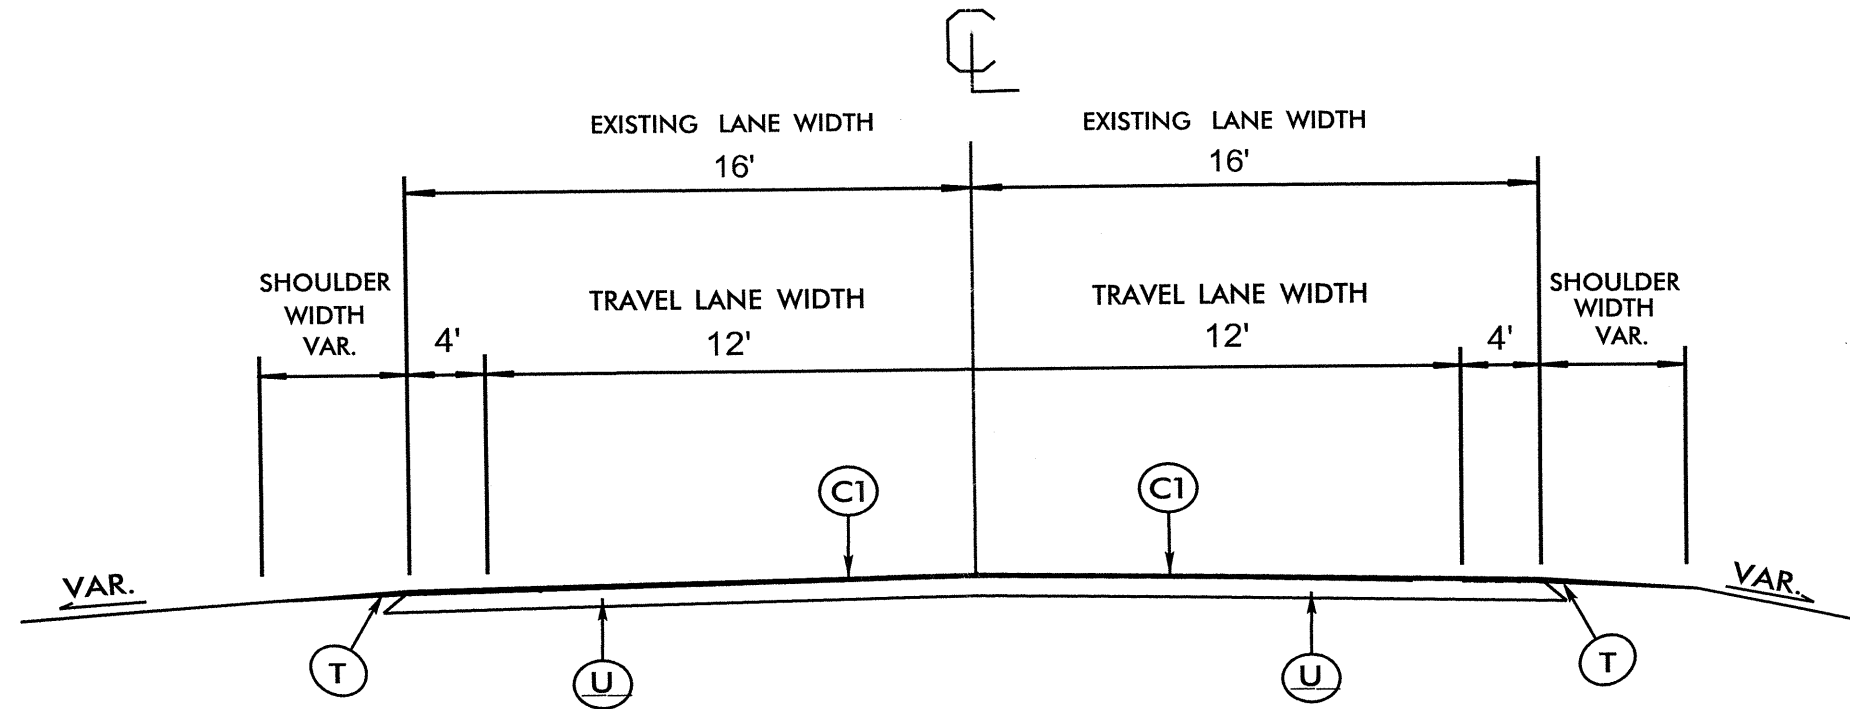 ℄
EXISTING LANE WIDTH
16'
EXISTING LANE WIDTH
16'
SHOULDER
WIDTH
VAR.
4'
TRAVEL LANE WIDTH
12'
TRAVEL LANE WIDTH
12'
4'
SHOULDER
WIDTH
VAR.
C1
C1
VAR.
VAR.
T
U
U
T